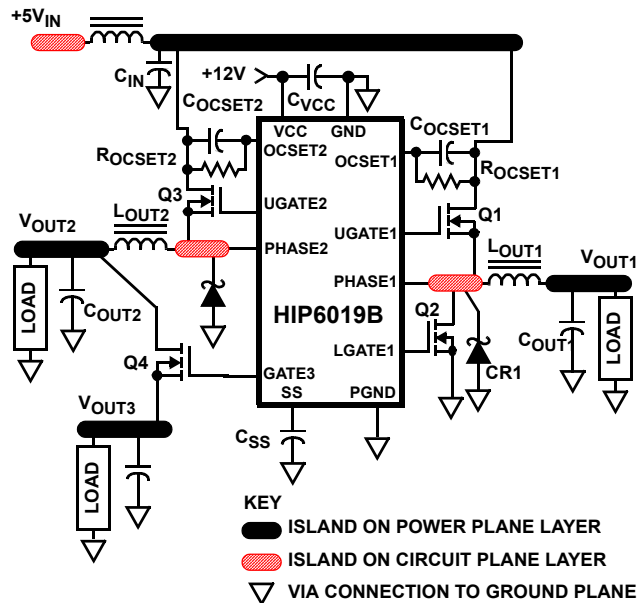 +5VIN
CIN
+12V
CVCC
COCSET2
COCSET1
VCC
GND
OCSET2
OCSET1
ROCSET2
ROCSET1
Q3
Q1
UGATE2
UGATE1
VOUT2
LOUT2
LOUT1
VOUT1
PHASE2
PHASE1
LOAD
COUT2
HIP6019B
Q2
COUT1
LOAD
Q4
LGATE1
CR1
GATE3
VOUT3
SS
PGND
CSS
LOAD
KEY
ISLAND ON POWER PLANE LAYER
ISLAND ON CIRCUIT PLANE LAYER
VIA CONNECTION TO GROUND PLANE